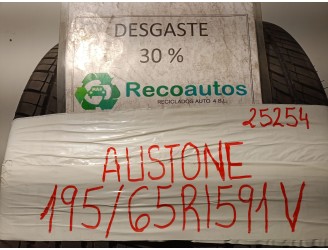 DESGASTE
30 %
Recoautos
RECICLADOS AUTO 4 S.L.
25254
AUSTONE
195/65R1591V